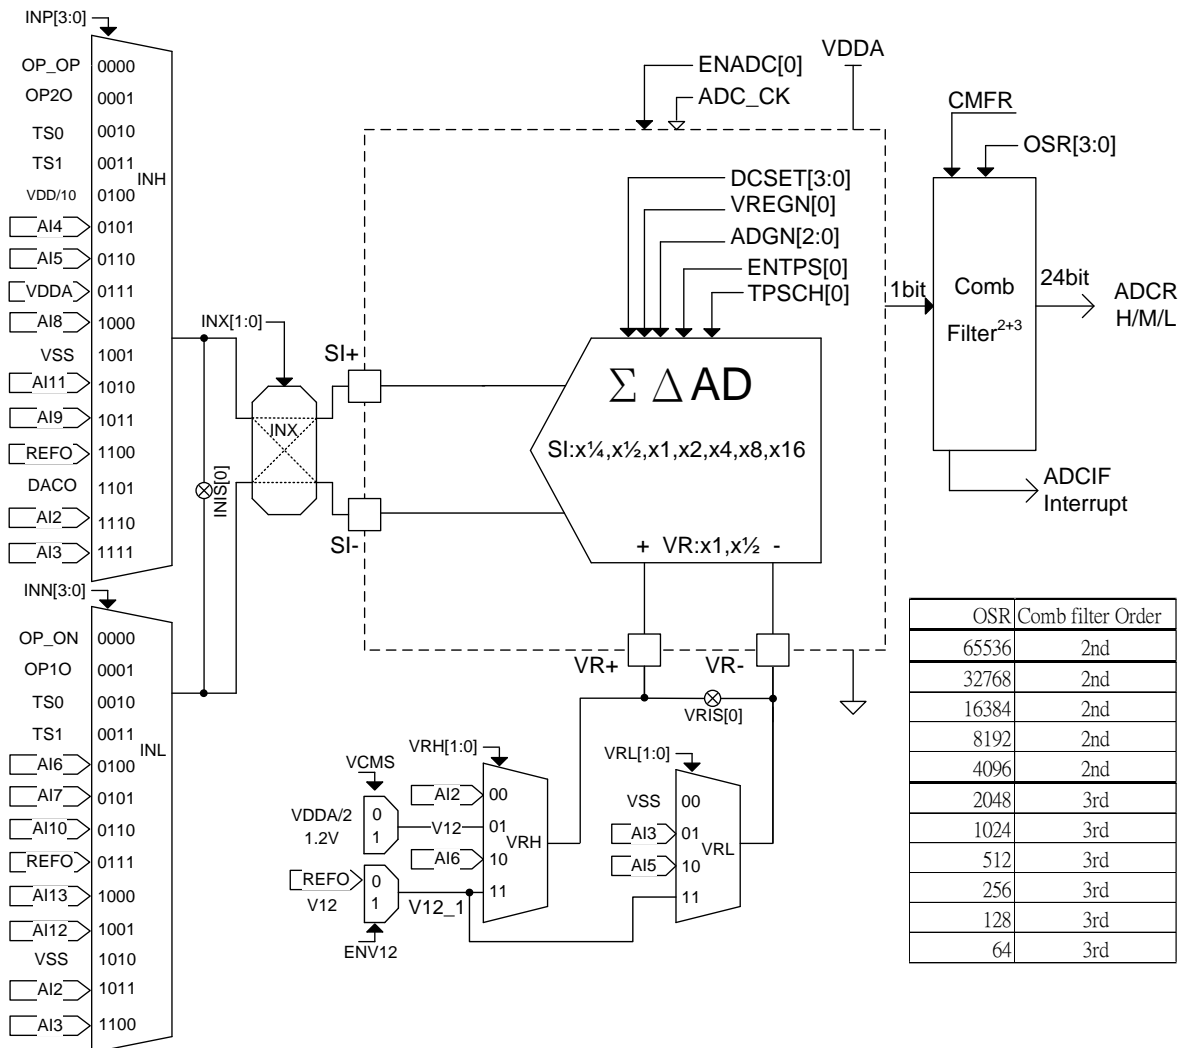 INP[3:0]
OP_OP 0000
OP2O 0001
TS0 0010
TS1 0011
VDD/10 0100
AI4 0101
AI5 0110
VDDA 0111
AI8 1000
VSS 1001
AI11 1010
AI9 1011
REFO 1100
DACO 1101
AI2 1110
AI3 1111
INH
INN[3:0]
OP_ON 0000
OP1O 0001
TS0 0010
TS1 0011
AI6 0100
AI7 0101
AI10 0110
REFO 0111
AI13 1000
AI12 1001
VSS 1010
AI2 1011
AI3 1100
INL
INIS[0]
INX[1:0]
INX
SI+
SI-
ENADC[0]
ADC_CK
VDDA
DCSET[3:0]
VREGN[0]
ADGN[2:0]
ENTPS[0]
TPSCH[0]
Σ Δ AD
SI:x¼,x½,x1,x2,x4,x8,x16
+ VR:x1,x½ -
VR+
VR-
VRIS[0]
VRH[1:0]
VCMS
VDDA/2 0
1.2V 1
V12
REFO 0
V12 1
V12_1
ENV12
AI2 00
01
AI6 10
11
VRH
VRL[1:0]
VSS 00
AI3 01
AI5 10
11
VRL
CMFR
OSR[3:0]
1bit
Comb
Filter²⁺³
24bit
ADCR
H/M/L
ADCIF
Interrupt
OSR Comb filter Order
65536 2nd
32768 2nd
16384 2nd
8192 2nd
4096 2nd
2048 3rd
1024 3rd
512 3rd
256 3rd
128 3rd
64 3rd